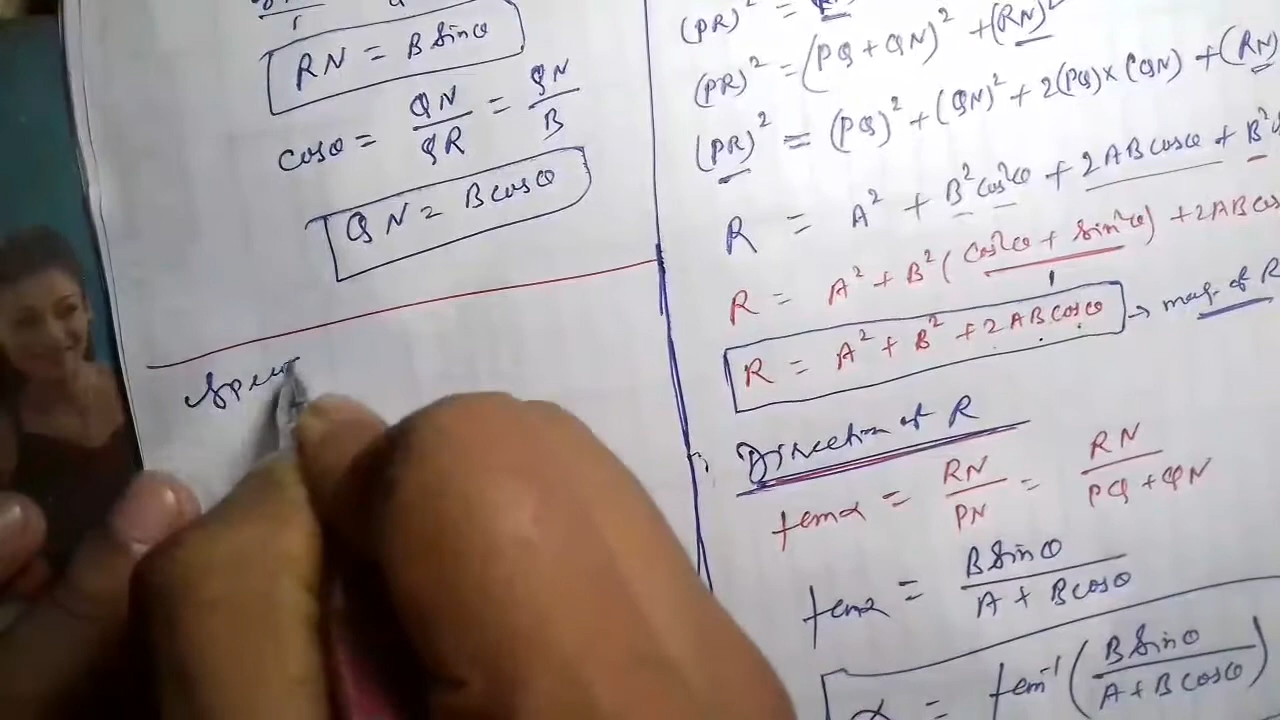 RN = B sinθ
cosθ = QN/QR = QN/B
QN = B cosθ
(PR)² =
(PR)² = (PQ + QN)² + (RN)²
(PR)² = (PQ)² + (QN)² + 2(PQ) × (QN) + (RN)
R = A² + B² cos²θ + 2AB cosθ + B²
R = A² + B² (cos²θ + sin²θ) + 2AB cos
1
R = A² + B² + 2AB cosθ → mag. of R
Direction of R
tanα = RN/PN = RN/PQ + QN
tanα = B sinθ/A + B cosθ
α = tan⁻¹ (B sinθ/A + B cosθ)